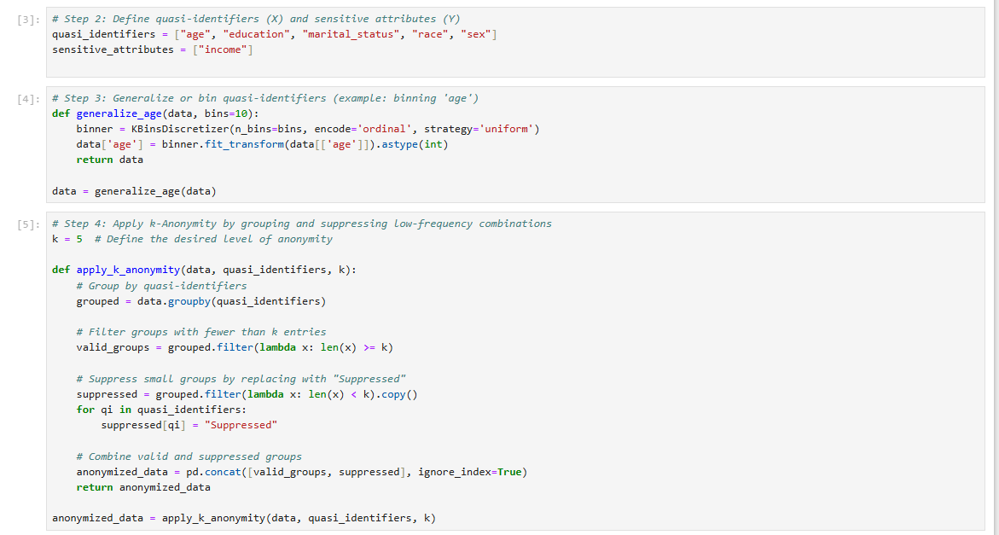 [3]: # Step 2: Define quasi-identifiers (X) and sensitive attributes (Y)
quasi_identifiers = ["age", "education", "marital_status", "race", "sex"]
sensitive_attributes = ["income"]
[4]: # Step 3: Generalize or bin quasi-identifiers (example: binning 'age')
def generalize_age(data, bins=10):
    binner = KBinsDiscretizer(n_bins=bins, encode='ordinal', strategy='uniform')
    data['age'] = binner.fit_transform(data[['age']]).astype(int)
    return data
data = generalize_age(data)
[5]: # Step 4: Apply k-Anonymity by grouping and suppressing low-frequency combinations
k = 5  # Define the desired level of anonymity
def apply_k_anonymity(data, quasi_identifiers, k):
    # Group by quasi-identifiers
    grouped = data.groupby(quasi_identifiers)
    # Filter groups with fewer than k entries
    valid_groups = grouped.filter(lambda x: len(x) >= k)
    # Suppress small groups by replacing with "Suppressed"
    suppressed = grouped.filter(lambda x: len(x) < k).copy()
    for qi in quasi_identifiers:
        suppressed[qi] = "Suppressed"
    # Combine valid and suppressed groups
    anonymized_data = pd.concat([valid_groups, suppressed], ignore_index=True)
    return anonymized_data
anonymized_data = apply_k_anonymity(data, quasi_identifiers, k)